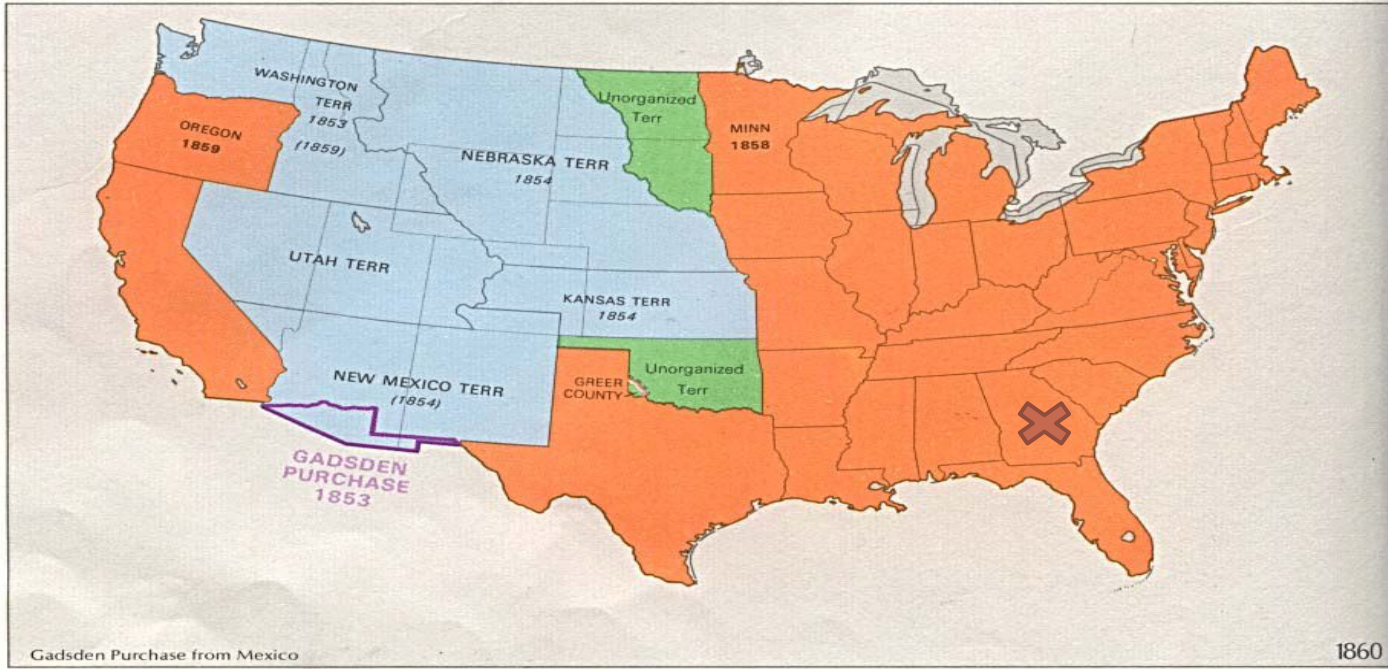 WASHINGTON
TERR
1853
(1859)
OREGON
1859
NEBRASKA TERR
1854
Unorganized
Terr
MINN
1858
UTAH TERR
KANSAS TERR
1854
NEW MEXICO TERR
(1854)
GREER
COUNTY
Unorganized
Terr
GADSDEN
PURCHASE
1853
Gadsden Purchase from Mexico
1860